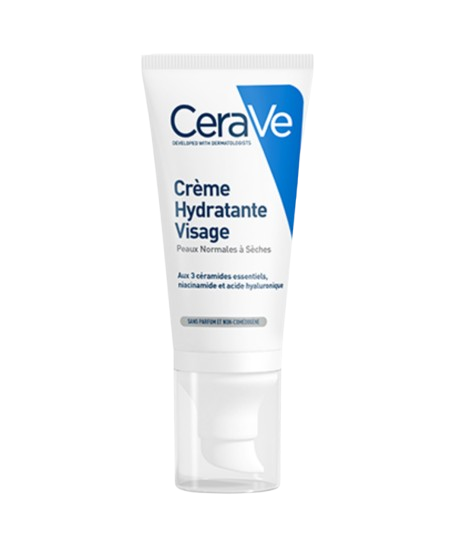 CeraVe
DEVELOPED WITH DERMATOLOGISTS
Crème
Hydratante
Visage
Peaux Normales à Sèches
Aux 3 céramides essentiels,
niacinamide et acide hyaluronique
SANS PARFUM ET NON-COMÉDOGÈNE